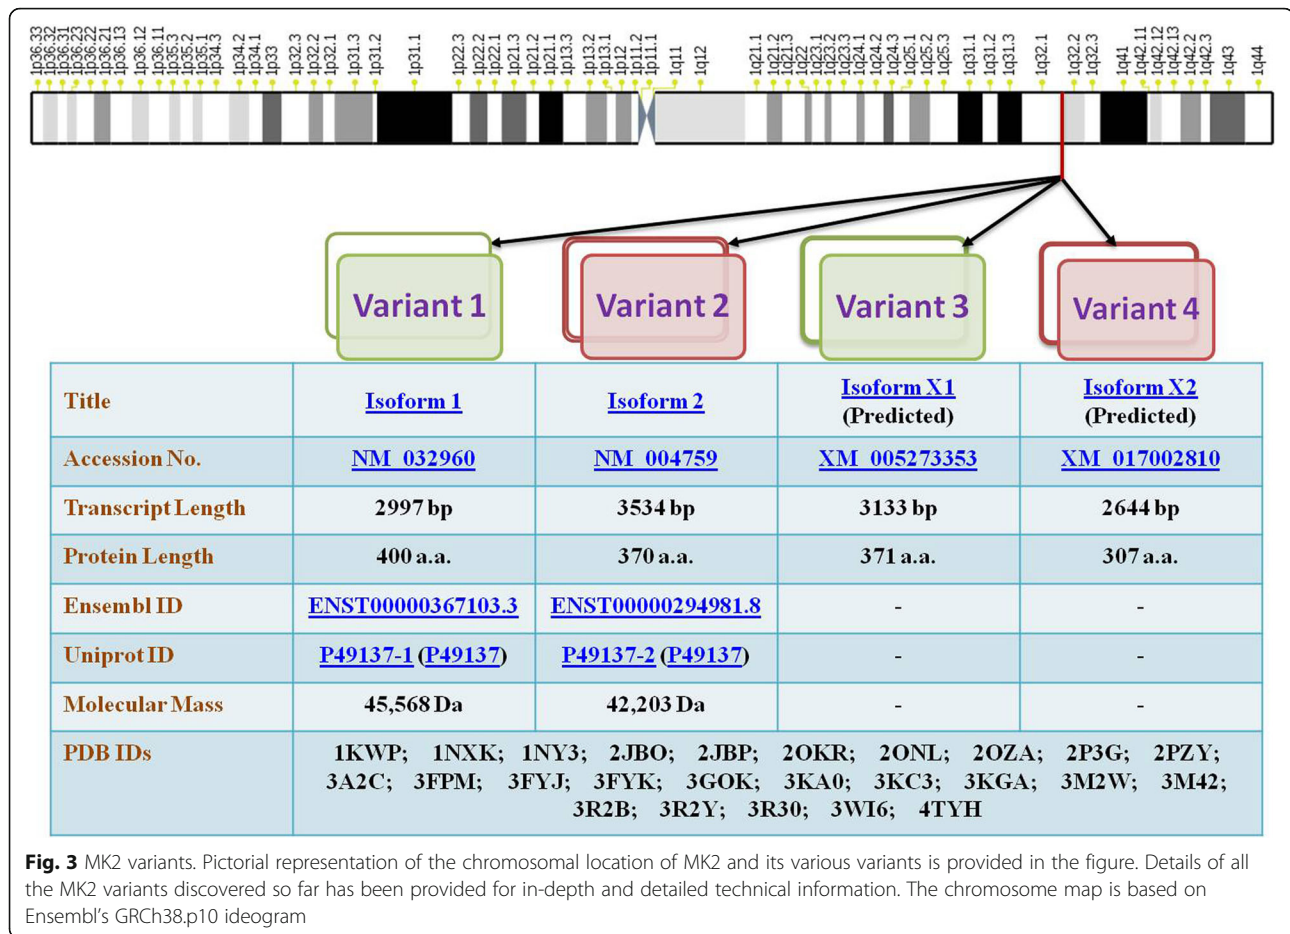 1p36.33 1p36.32 1p36.31 1p36.23 1p36.22 1p36.21 1p36.13 1p36.12 1p36.11 1p35.3 1p35.2 1p35.1 1p34.3 1p34.2 1p34.1 1p33 1p32.3 1p32.2 1p32.1 1p31.3 1p31.2 1p31.1 1p22.3 1p22.2 1p22.1 1p21.3 1p21.2 1p21.1 1p13.3 1p13.2 1p13.1 1p12 1p11.2 1p11.1 1q11 1q12 1q21.1 1q21.2 1q21.3 1q22 1q23.1 1q23.2 1q23.3 1q24.1 1q24.2 1q24.3 1q25.1 1q25.2 1q25.3 1q31.1 1q31.2 1q31.3 1q32.1 1q32.2 1q32.3 1q41 1q42.11 1q42.12 1q42.13 1q42.2 1q42.3 1q43 1q44
Variant 1 Variant 2 Variant 3 Variant 4
Title Isoform 1 Isoform 2 Isoform X1 (Predicted) Isoform X2 (Predicted)
Accession No. NM_032960 NM_004759 XM_005273353 XM_017002810
Transcript Length 2997 bp 3534 bp 3133 bp 2644 bp
Protein Length 400 a.a. 370 a.a. 371 a.a. 307 a.a.
Ensembl ID ENST00000367103.3 ENST00000294981.8 - -
Uniprot ID P49137-1 (P49137) P49137-2 (P49137) - -
Molecular Mass 45,568 Da 42,203 Da - -
PDB IDs 1KWP; 1NXK; 1NY3; 2JBO; 2JBP; 2OKR; 2ONL; 2OZA; 2P3G; 2PZY;
3A2C; 3FPM; 3FYJ; 3FYK; 3GOK; 3KA0; 3KC3; 3KGA; 3M2W; 3M42;
3R2B; 3R2Y; 3R30; 3WI6; 4TYH
Fig. 3 MK2 variants. Pictorial representation of the chromosomal location of MK2 and its various variants is provided in the figure. Details of all
the MK2 variants discovered so far has been provided for in-depth and detailed technical information. The chromosome map is based on
Ensembl's GRCh38.p10 ideogram